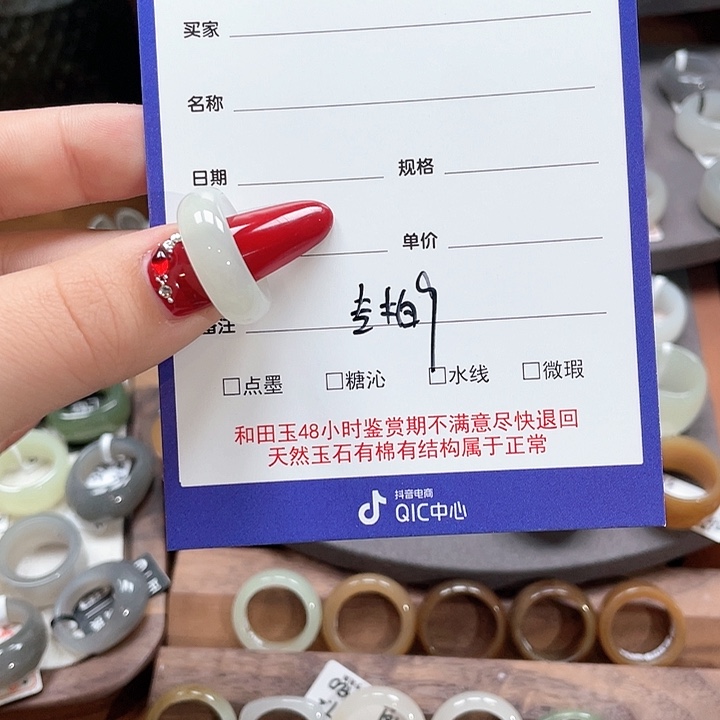 买家
名称
日期 规格
单价
备注 专拍9
□点墨 □糖沁 □水线 □微瑕
和田玉48小时鉴赏期不满意尽快退回
天然玉石有棉有结构属于正常
抖音电商
QIC中心